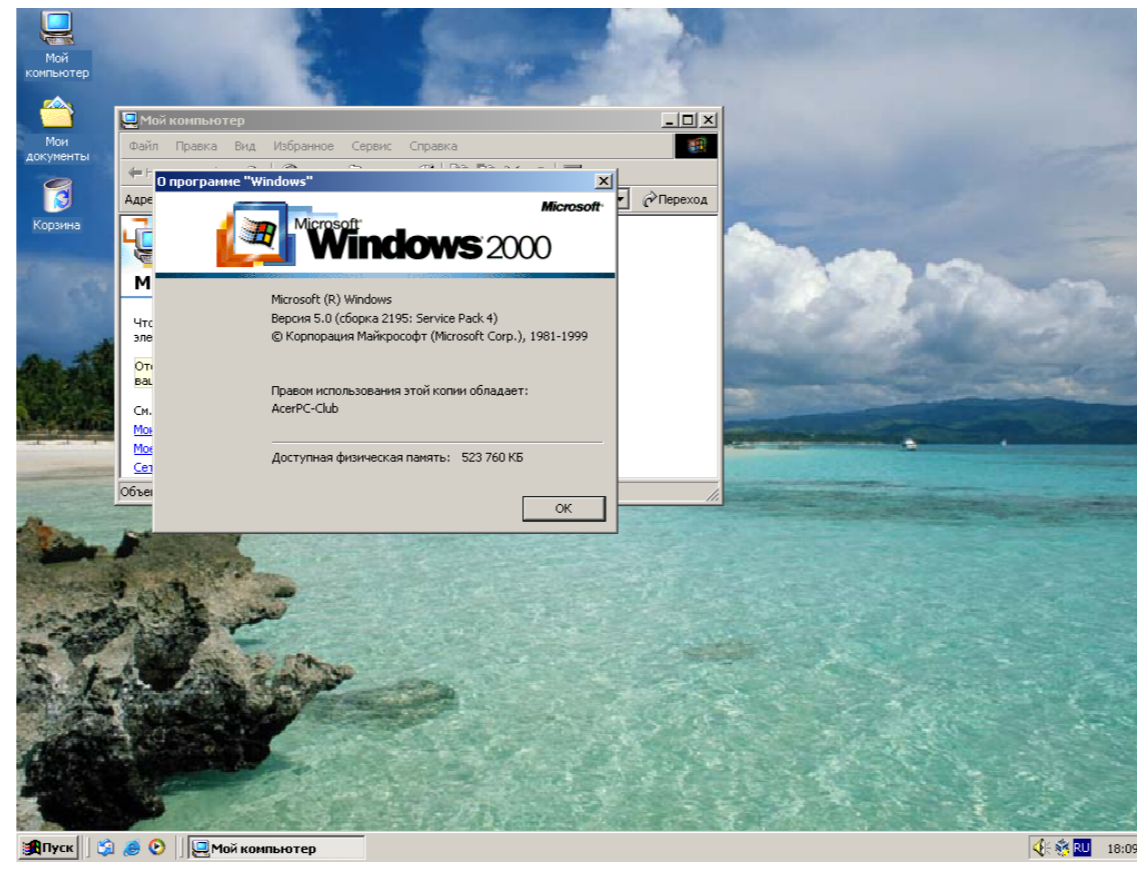 Мой
компьютер
Мои
документы
Корзина
Мой компьютер
Файл Правка Вид Избранное Сервис Справка
Переход
О программе "Windows"
Microsoft
Microsoft
Windows 2000
Microsoft (R) Windows
Версия 5.0 (сборка 2195: Service Pack 4)
© Корпорация Майкрософт (Microsoft Corp.), 1981-1999
Правом использования этой копии обладает:
AcerPC-Club
Доступная физическая память: 523 760 КБ
OK
См.
Пуск
Мой компьютер
RU
18:09